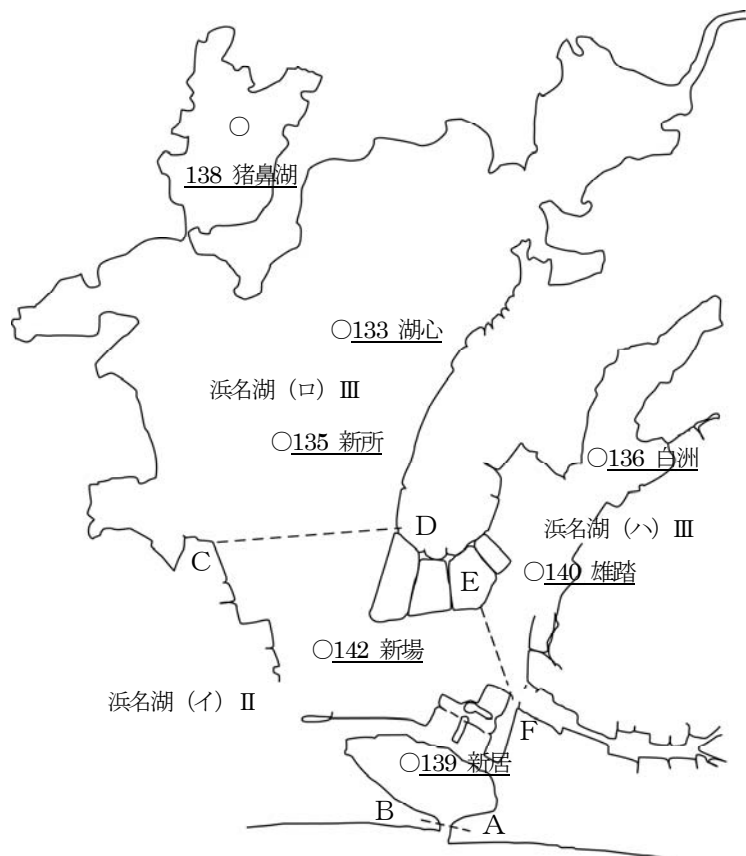 138 猪鼻湖
○133 湖心
浜名湖（ロ）Ⅲ
○135 新所
○136 白洲
D
浜名湖（ハ）Ⅲ
C
E
○140 雄踏
○142 新場
浜名湖（イ）Ⅱ
F
○139 新居
B
A